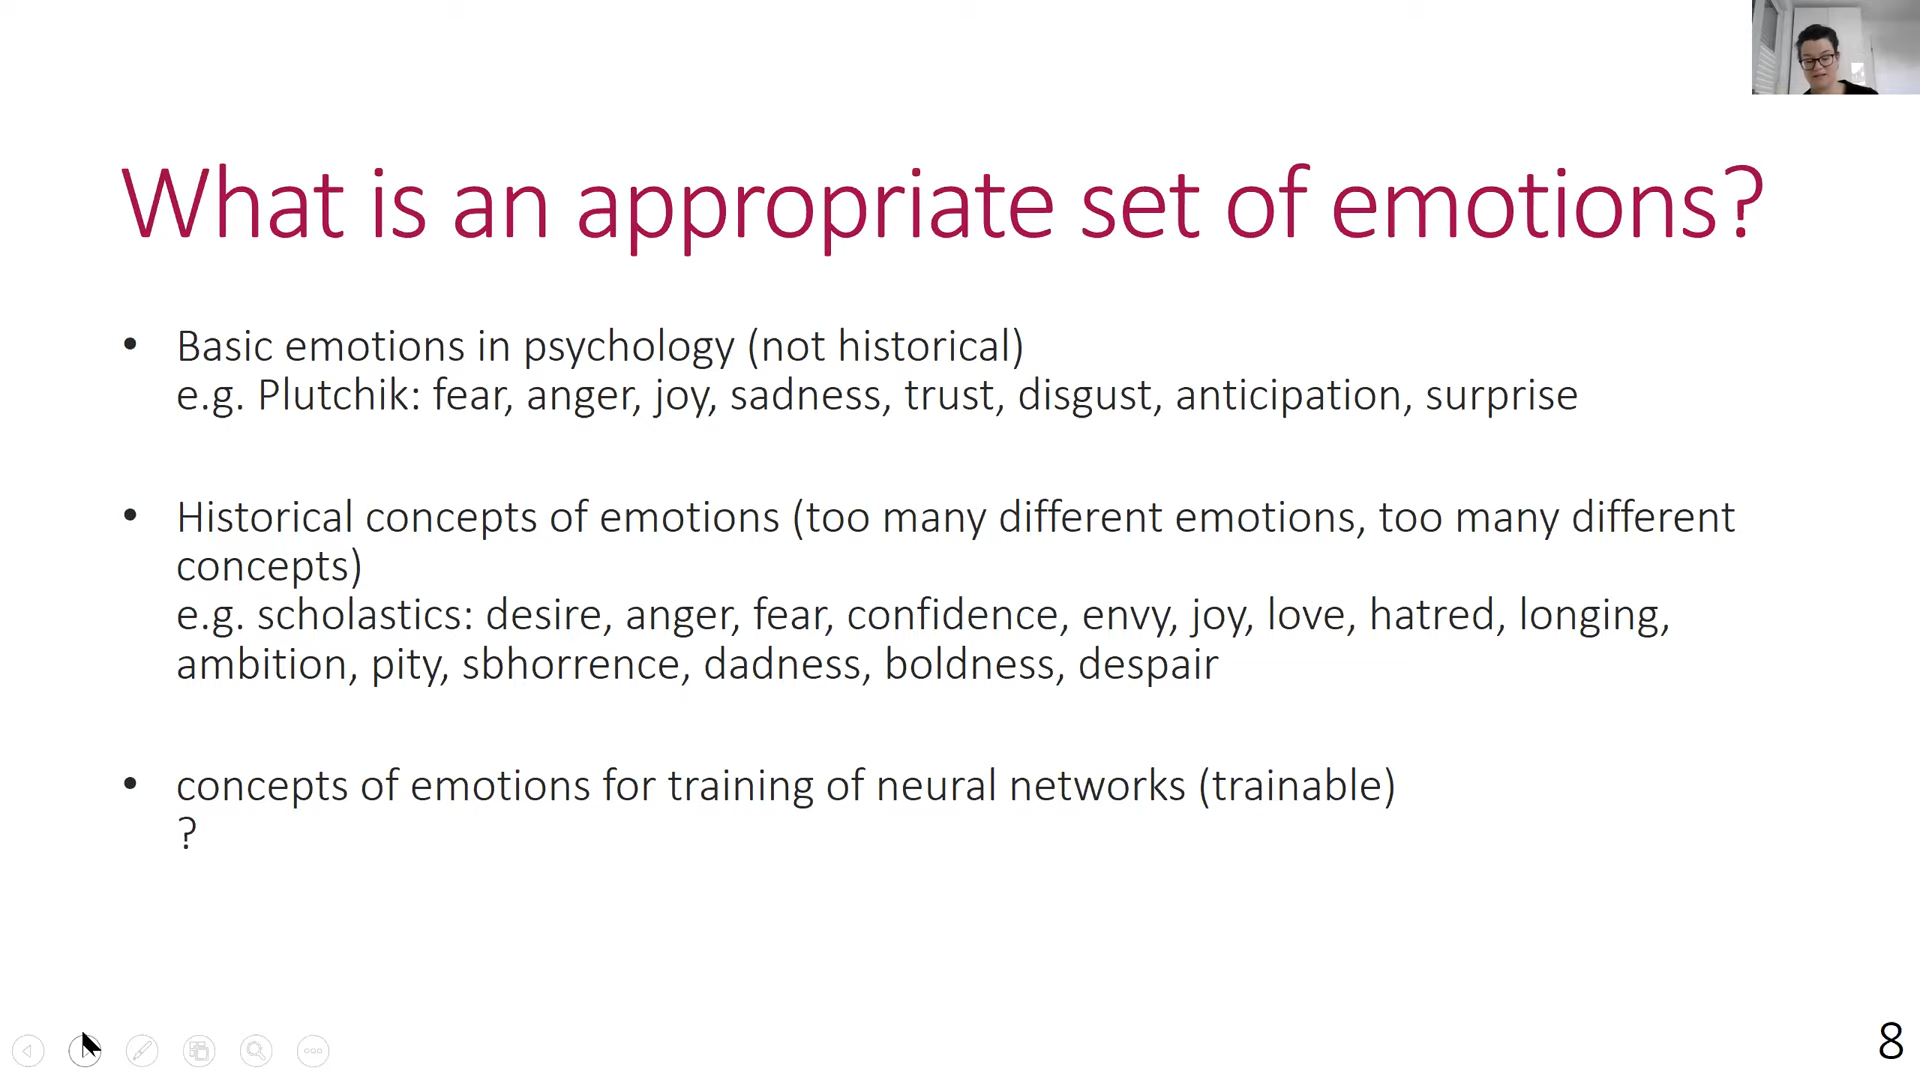 What is an appropriate set of emotions?
• Basic emotions in psychology (not historical)
e.g. Plutchik: fear, anger, joy, sadness, trust, disgust, anticipation, surprise
• Historical concepts of emotions (too many different emotions, too many different
concepts)
e.g. scholastics: desire, anger, fear, confidence, envy, joy, love, hatred, longing,
ambition, pity, sbhorrence, dadness, boldness, despair
• concepts of emotions for training of neural networks (trainable)
?
8